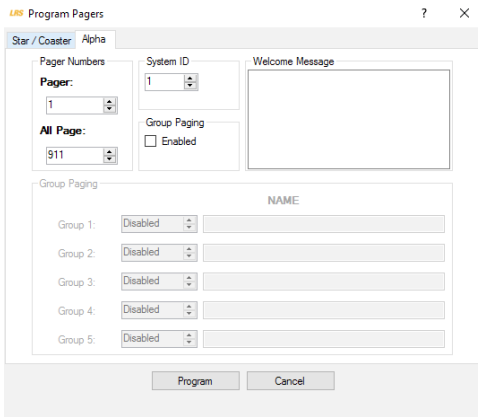 LRS Program Pagers ? ×
Star / Coaster Alpha
Pager Numbers System ID Welcome Message
Pager: 1
1 Group Paging
All Page: Enabled
911
Group Paging
NAME
Group 1: Disabled
Group 2: Disabled
Group 3: Disabled
Group 4: Disabled
Group 5: Disabled
Program Cancel